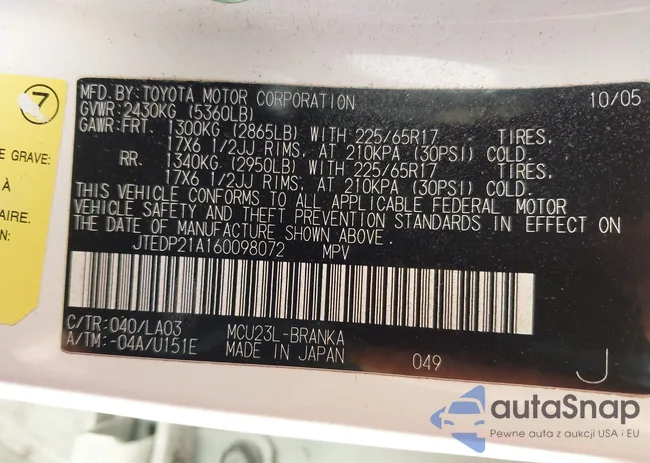 7
E GRAVE:
À
AIRE.
N:
MFD. BY: TOYOTA MOTOR CORPORATION 10/05
GVWR: 2430KG (5360LB)
GAWR: FRT. 1300KG (2865LB) WITH 225/65R17 TIRES,
17X6 1/2JJ RIMS, AT 210KPA (30PSI) COLD.
RR. 1340KG (2950LB) WITH 225/65R17 TIRES,
17X6 1/2JJ RIMS, AT 210KPA (30PSI) COLD.
THIS VEHICLE CONFORMS TO ALL APPLICABLE FEDERAL MOTOR
VEHICLE SAFETY AND THEFT PREVENTION STANDARDS IN EFFECT ON
THE DATE OF MANUFACTURE SHOWN ABOVE.
JTEDP21A160098072 MPV
C/TR: 040/LA03 MCU23L-BRANKA
A/TM: -04A/U151E MADE IN JAPAN 049 J
autaSnap
Pewne auta z aukcji USA i EU